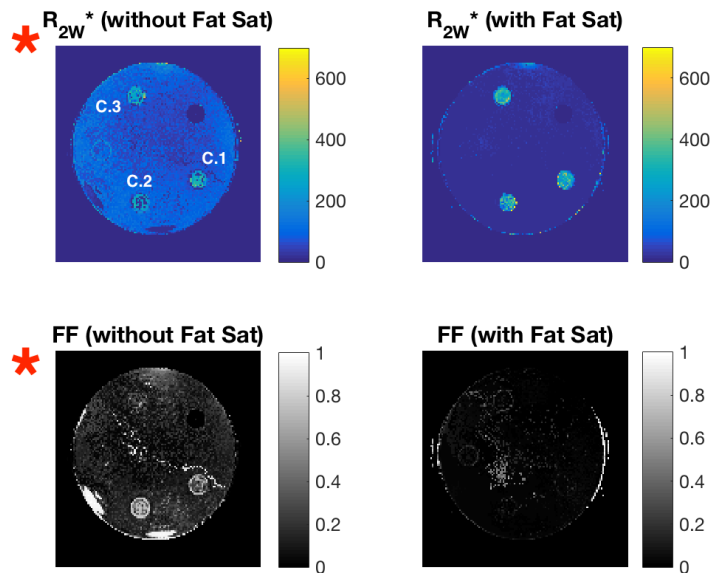 * R2W* (without Fat Sat)
R2W* (with Fat Sat)
C.3
C.1
C.2
600
400
200
0
600
400
200
0
* FF (without Fat Sat)
FF (with Fat Sat)
1
0.8
0.6
0.4
0.2
0
1
0.8
0.6
0.4
0.2
0